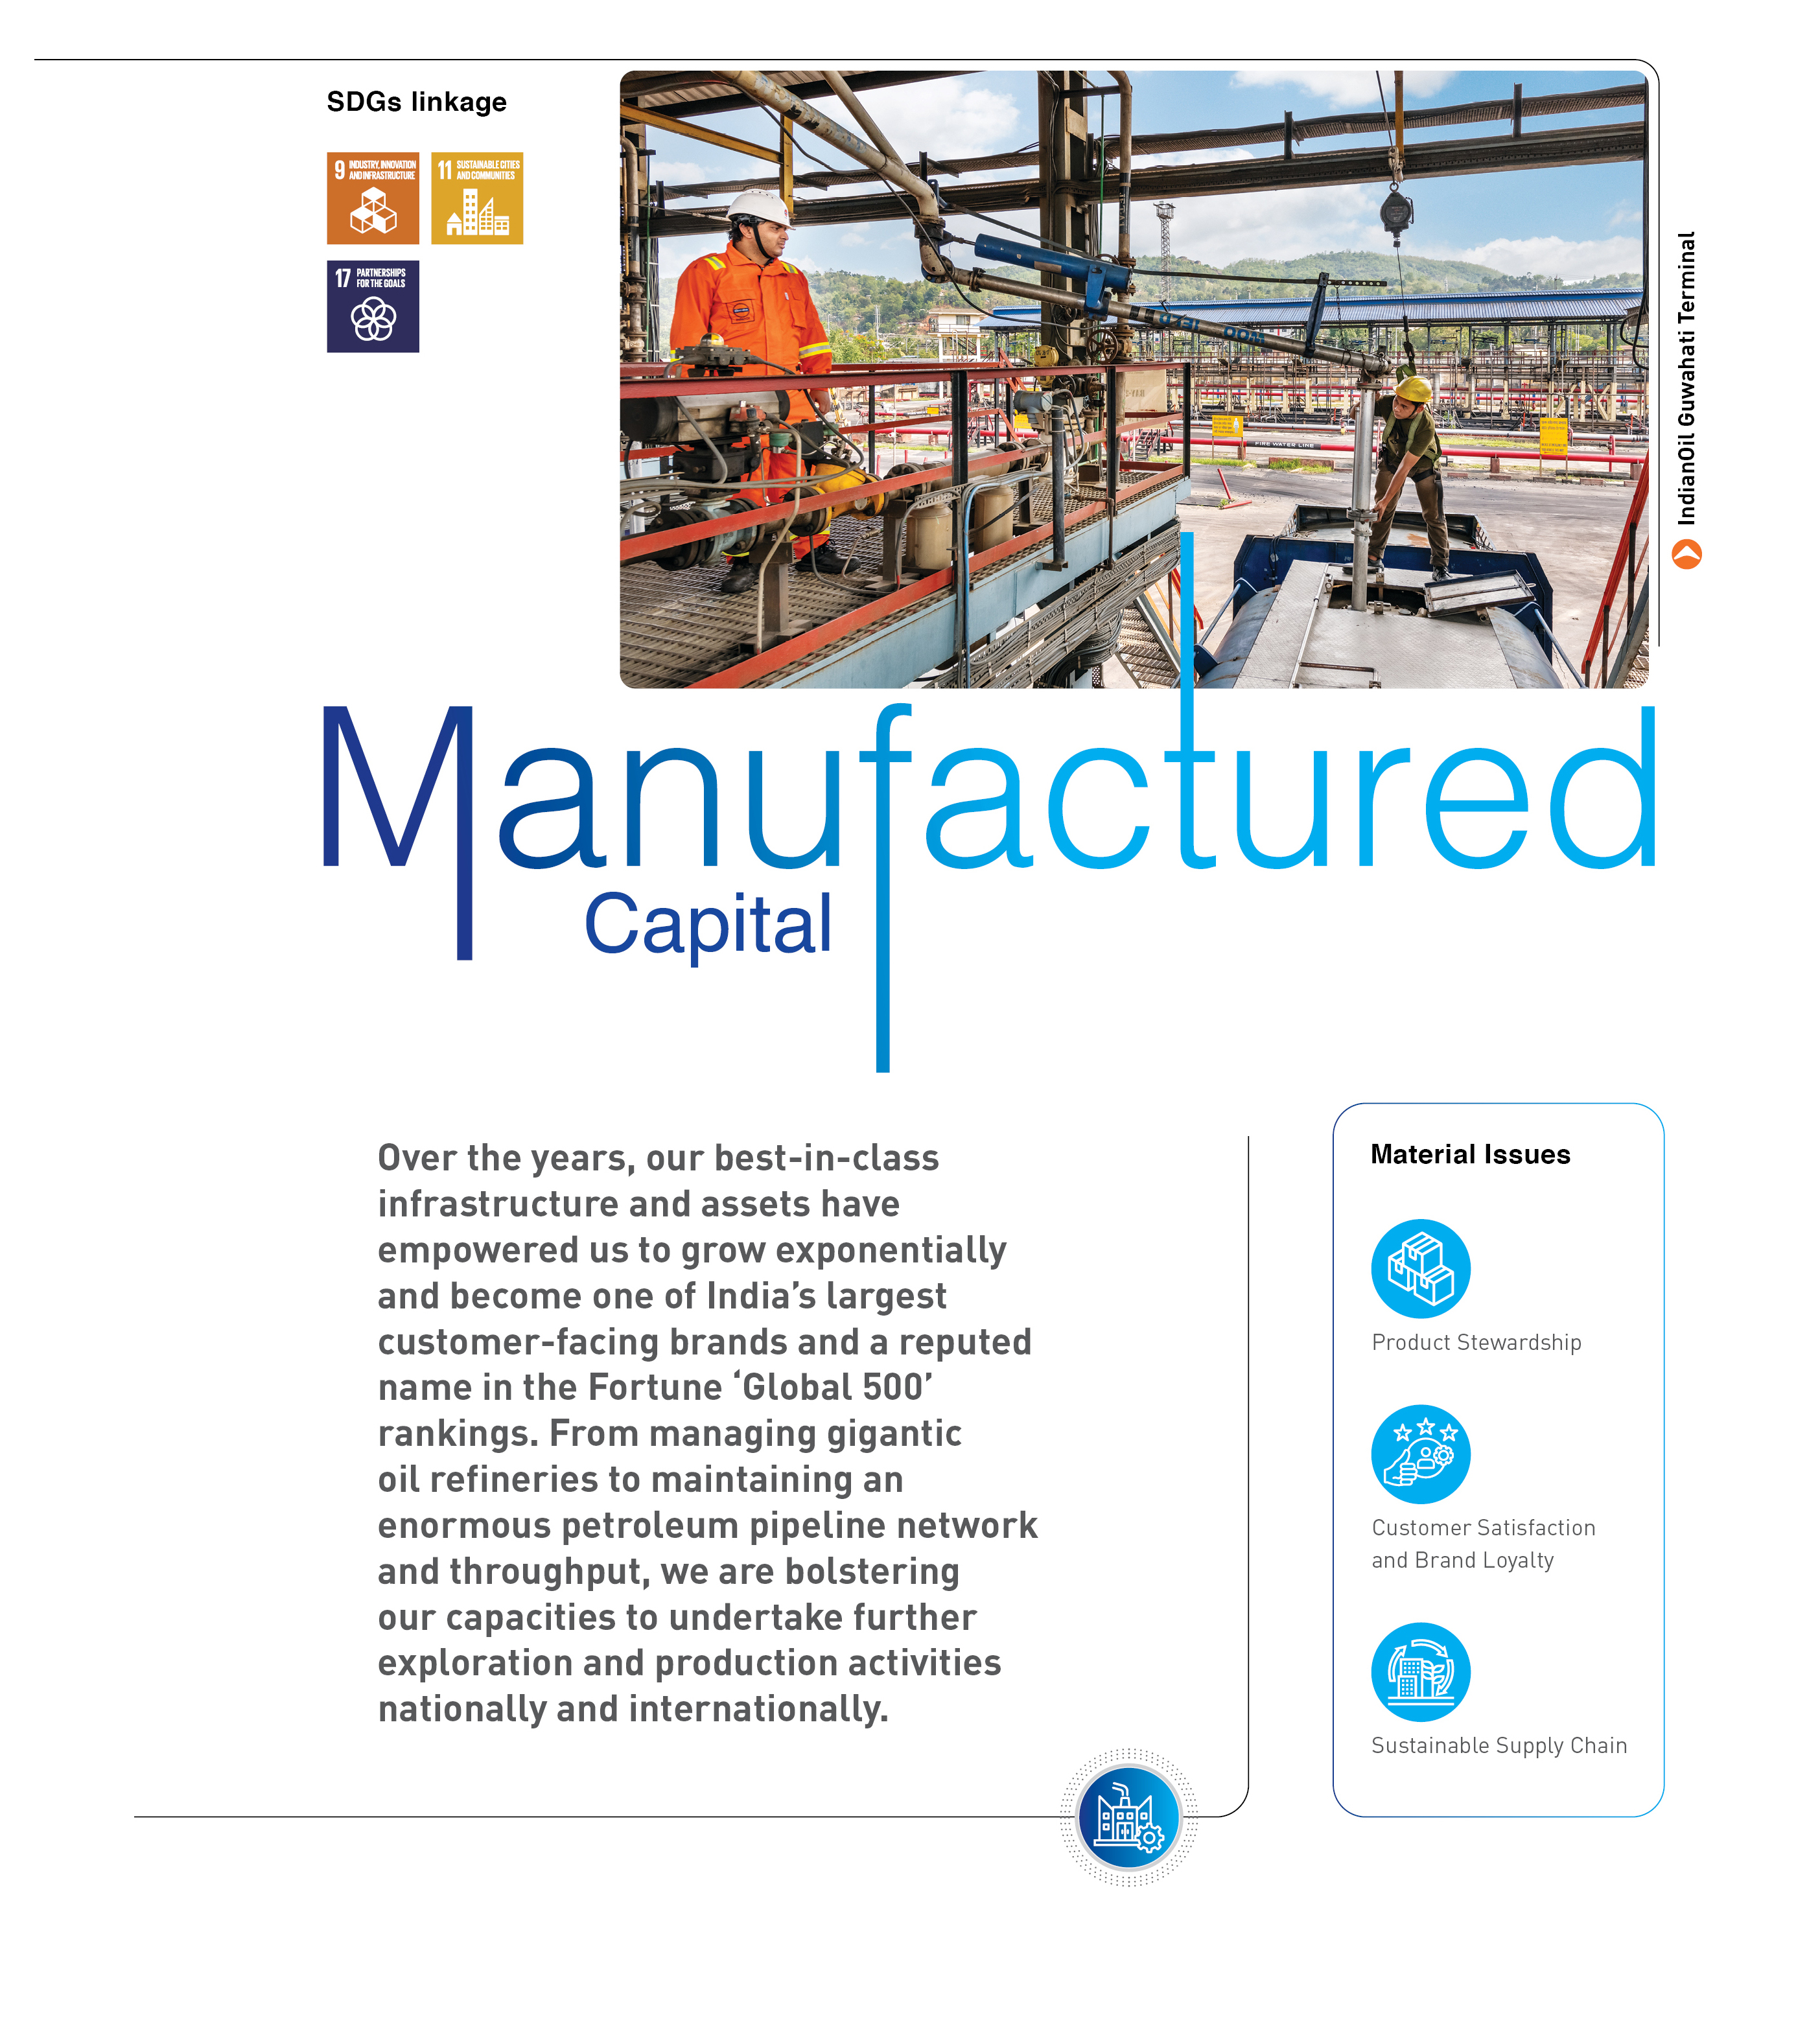 SDGs linkage
9 INDUSTRY, INNOVATION
AND INFRASTRUCTURE
11 SUSTAINABLE CITIES
AND COMMUNITIES
17 PARTNERSHIPS
FOR THE GOALS
FIRE WATER LINE
IndianOil Guwahati Terminal
Manufactured
Capital
Over the years, our best-in-class
infrastructure and assets have
empowered us to grow exponentially
and become one of India’s largest
customer-facing brands and a reputed
name in the Fortune ‘Global 500’
rankings. From managing gigantic
oil refineries to maintaining an
enormous petroleum pipeline network
and throughput, we are bolstering
our capacities to undertake further
exploration and production activities
nationally and internationally.
Material Issues
Product Stewardship
Customer Satisfaction
and Brand Loyalty
Sustainable Supply Chain